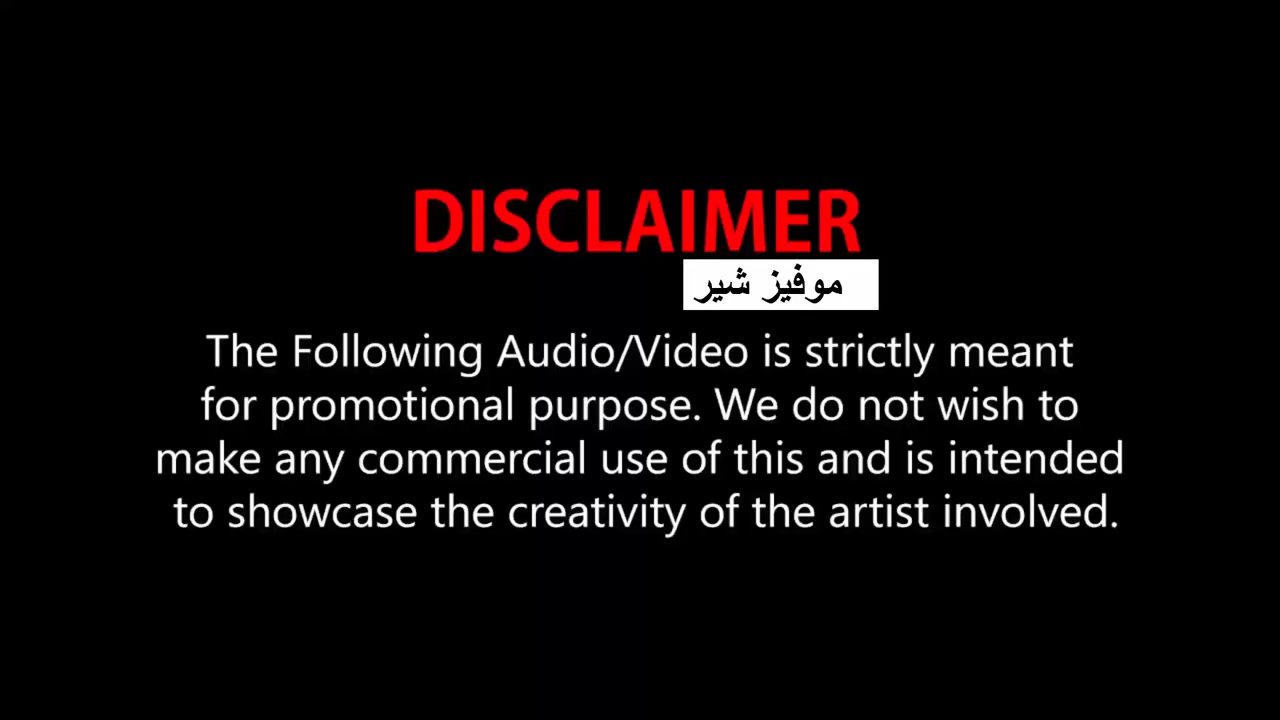 DISCLAIMER
موفيز شير
The Following Audio/Video is strictly meant
for promotional purpose. We do not wish to
make any commercial use of this and is intended
to showcase the creativity of the artist involved.